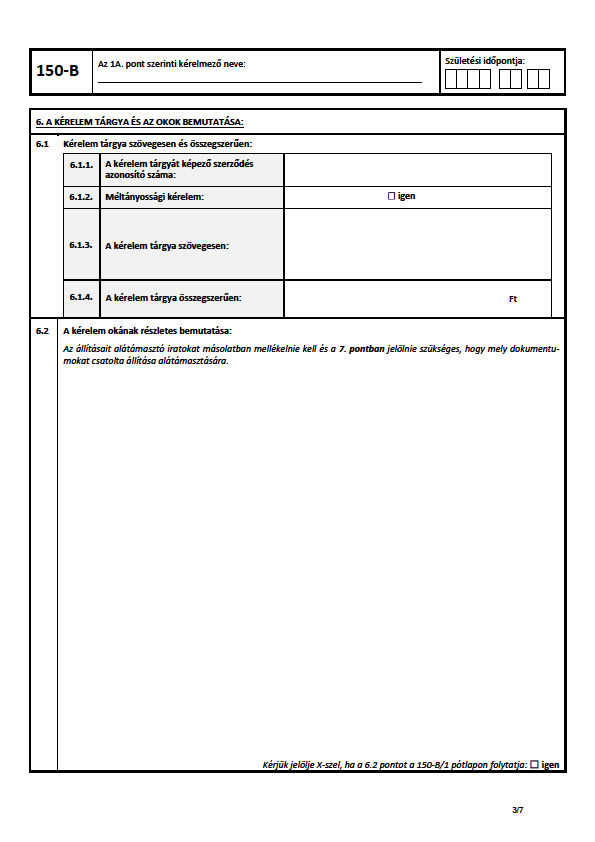 150-B
Az 1A. pont szerinti kérelmező neve:
Születési időpontja:
6. A KÉRELEM TÁRGYA ÉS AZ OKOK BEMUTATÁSA:
6.1 Kérelem tárgya szövegesen és összegszerűen:
6.1.1. A kérelem tárgyát képező szerződés
azonosító száma:
6.1.2. Méltányossági kérelem: ☐ igen
6.1.3. A kérelem tárgya szövegesen:
6.1.4. A kérelem tárgya összegszerűen: Ft
6.2 A kérelem okának részletes bemutatása:
Az állításait alátámasztó iratokat másolatban mellékelnie kell és a 7. pontban jelölnie szükséges, hogy mely dokumentu-
mokat csatolta állítása alátámasztására.
Kérjük jelölje X-szel, ha a 6.2 pontot a 150-B/1 pótlapon folytatja: ☐ igen
3/7